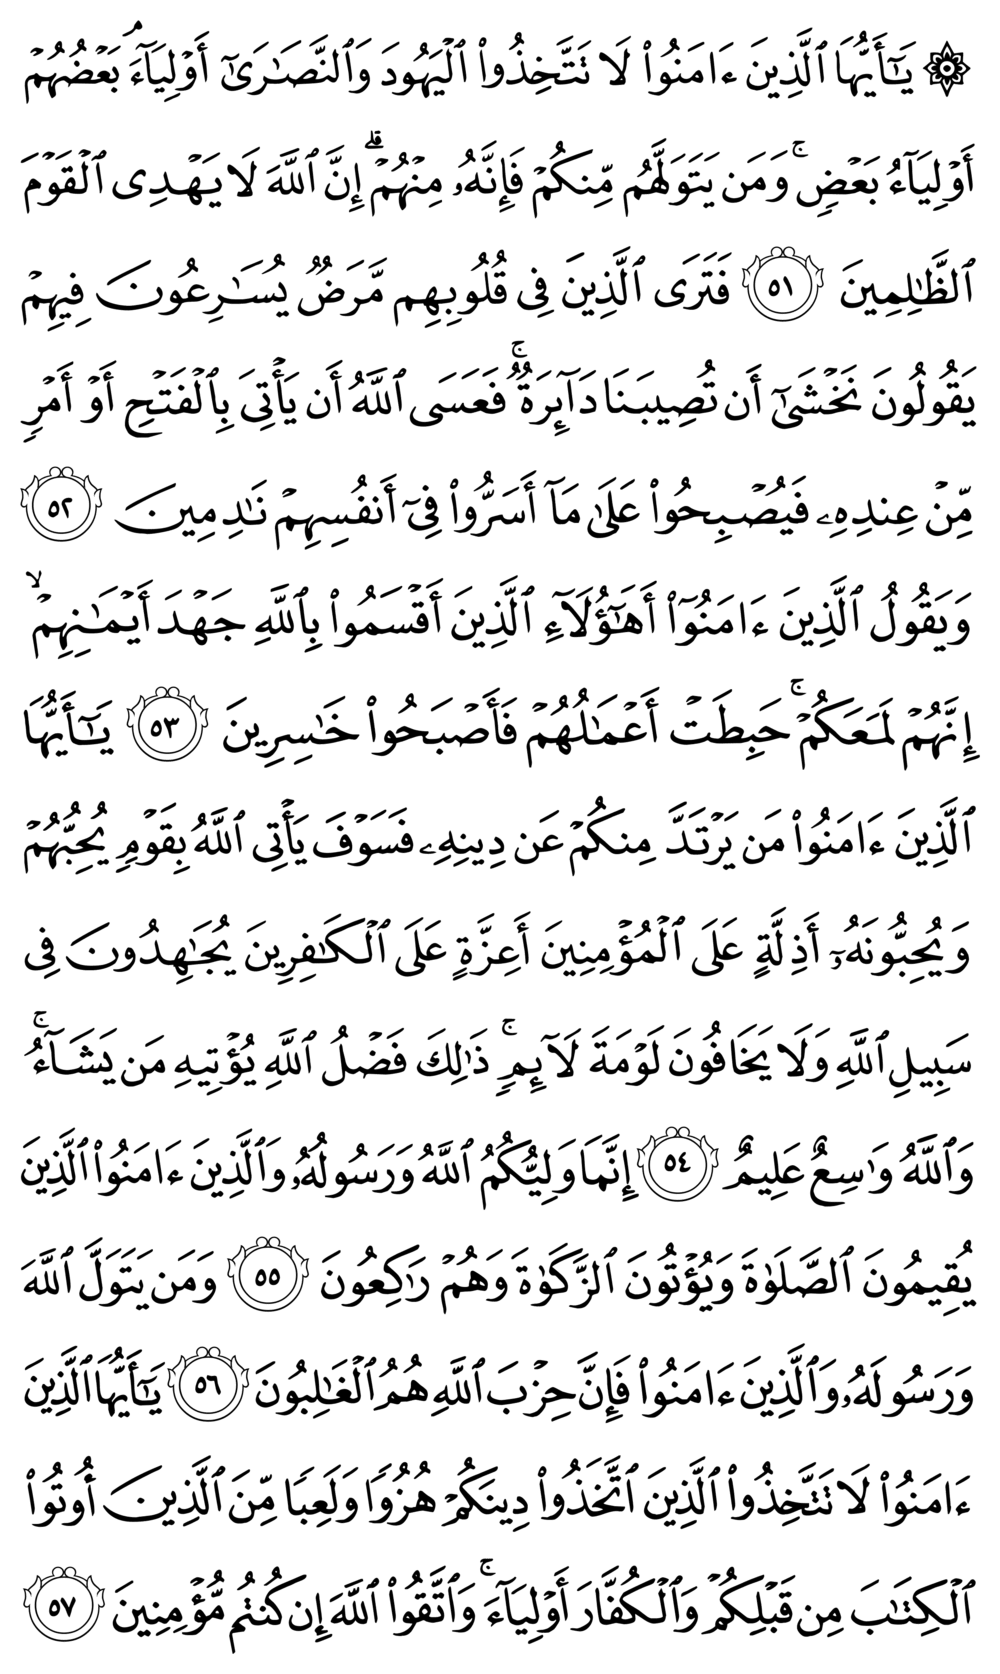 ۞ يَٰٓأَيُّهَا ٱلَّذِينَ ءَامَنُوا۟ لَا تَتَّخِذُوا۟ ٱلْيَهُودَ وَٱلنَّصَٰرَىٰٓ أَوْلِيَآءَ ۘ بَعْضُهُمْ
أَوْلِيَآءُ بَعْضٍ ۚ وَمَن يَتَوَلَّهُم مِّنكُمْ فَإِنَّهُۥ مِنْهُمْ ۗ إِنَّ ٱللَّهَ لَا يَهْدِى ٱلْقَوْمَ
ٱلظَّٰلِمِينَ ٥١ فَتَرَى ٱلَّذِينَ فِى قُلُوبِهِم مَّرَضٌ يُسَٰرِعُونَ فِيهِمْ
يَقُولُونَ نَخْشَىٰٓ أَن تُصِيبَنَا دَآئِرَةٌ ۚ فَعَسَى ٱللَّهُ أَن يَأْتِىَ بِٱلْفَتْحِ أَوْ أَمْرٍ
مِّنْ عِندِهِۦ فَيُصْبِحُوا۟ عَلَىٰ مَآ أَسَرُّوا۟ فِىٓ أَنفُسِهِمْ نَٰدِمِينَ ٥٢
وَيَقُولُ ٱلَّذِينَ ءَامَنُوٓا۟ أَهَٰٓؤُلَآءِ ٱلَّذِينَ أَقْسَمُوا۟ بِٱللَّهِ جَهْدَ أَيْمَٰنِهِمْ ۙ
إِنَّهُمْ لَمَعَكُمْ ۚ حَبِطَتْ أَعْمَٰلُهُمْ فَأَصْبَحُوا۟ خَٰسِرِينَ ٥٣ يَٰٓأَيُّهَا
ٱلَّذِينَ ءَامَنُوا۟ مَن يَرْتَدَّ مِنكُمْ عَن دِينِهِۦ فَسَوْفَ يَأْتِى ٱللَّهُ بِقَوْمٍ يُحِبُّهُمْ
وَيُحِبُّونَهُۥٓ أَذِلَّةٍ عَلَى ٱلْمُؤْمِنِينَ أَعِزَّةٍ عَلَى ٱلْكَٰفِرِينَ يُجَٰهِدُونَ فِى
سَبِيلِ ٱللَّهِ وَلَا يَخَافُونَ لَوْمَةَ لَآئِمٍ ۚ ذَٰلِكَ فَضْلُ ٱللَّهِ يُؤْتِيهِ مَن يَشَآءُ ۚ
وَٱللَّهُ وَٰسِعٌ عَلِيمٌ ٥٤ إِنَّمَا وَلِيُّكُمُ ٱللَّهُ وَرَسُولُهُۥ وَٱلَّذِينَ ءَامَنُوا۟ ٱلَّذِينَ
يُقِيمُونَ ٱلصَّلَوٰةَ وَيُؤْتُونَ ٱلزَّكَوٰةَ وَهُمْ رَٰكِعُونَ ٥٥ وَمَن يَتَوَلَّ ٱللَّهَ
وَرَسُولَهُۥ وَٱلَّذِينَ ءَامَنُوا۟ فَإِنَّ حِزْبَ ٱللَّهِ هُمُ ٱلْغَٰلِبُونَ ٥٦ يَٰٓأَيُّهَا ٱلَّذِينَ
ءَامَنُوا۟ لَا تَتَّخِذُوا۟ ٱلَّذِينَ ٱتَّخَذُوا۟ دِينَكُمْ هُزُوًا وَلَعِبًا مِّنَ ٱلَّذِينَ أُوتُوا۟
ٱلْكِتَٰبَ مِن قَبْلِكُمْ وَٱلْكُفَّارَ أَوْلِيَآءَ ۚ وَٱتَّقُوا۟ ٱللَّهَ إِن كُنتُم مُّؤْمِنِينَ ٥٧